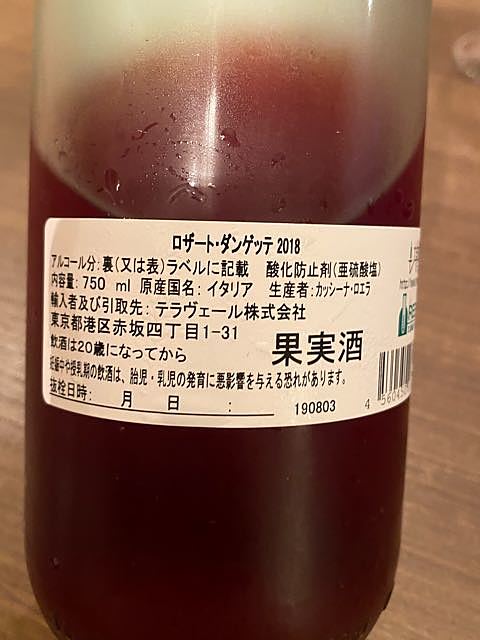 ロザート・ダンゲッテ 2018
アルコール分: 裏(又は表)ラベルに記載　酸化防止剤(亜硫酸塩)
内容量: 750 ml 原産国名: イタリア　生産者: カッシーナ・ロエラ
輸入者及び引取先: テラヴェール株式会社
東京都港区赤坂四丁目1-31
飲酒は20歳になってから
果実酒
妊娠中や授乳期の飲酒は、胎児・乳児の発育に悪影響を与える恐れがあります。
抜栓日時:　月　日　:
190803
http://www